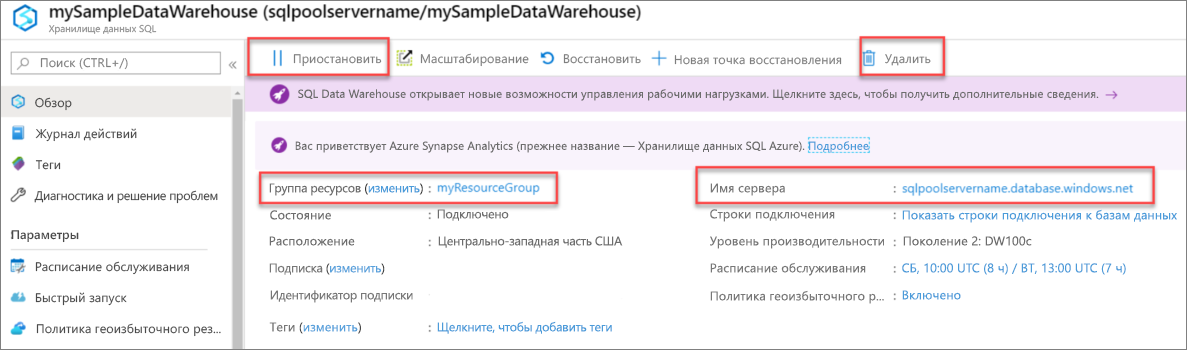 mySampleDataWarehouse (sqlpoolservername/mySampleDataWarehouse)
Хранилище данных SQL
Поиск (CTRL+/)
«
Обзор
Журнал действий
Теги
Диагностика и решение проблем
Параметры
Расписание обслуживания
Быстрый запуск
Политика геоизбыточного рез...
Приостановить
Масштабирование
Восстановить
Новая точка восстановления
Удалить
SQL Data Warehouse открывает новые возможности управления рабочими нагрузками. Щелкните здесь, чтобы получить дополнительные сведения. →
Вас приветствует Azure Synapse Analytics (прежнее название — Хранилище данных SQL Azure). Подробнее
Группа ресурсов (изменить) : myResourceGroup
Состояние : Подключено
Расположение : Центрально-западная часть США
Подписка (изменить)
Идентификатор подписки
Теги (изменить) : Щелкните, чтобы добавить теги
Имя сервера : sqlpoolservername.database.windows.net
Строки подключения : Показать строки подключения к базам данных
Уровень производительности : Поколение 2: DW100c
Расписание обслуживания : СБ, 10:00 UTC (8 ч) / ВТ, 13:00 UTC (7 ч)
Политика геоизбыточного р... : Включено